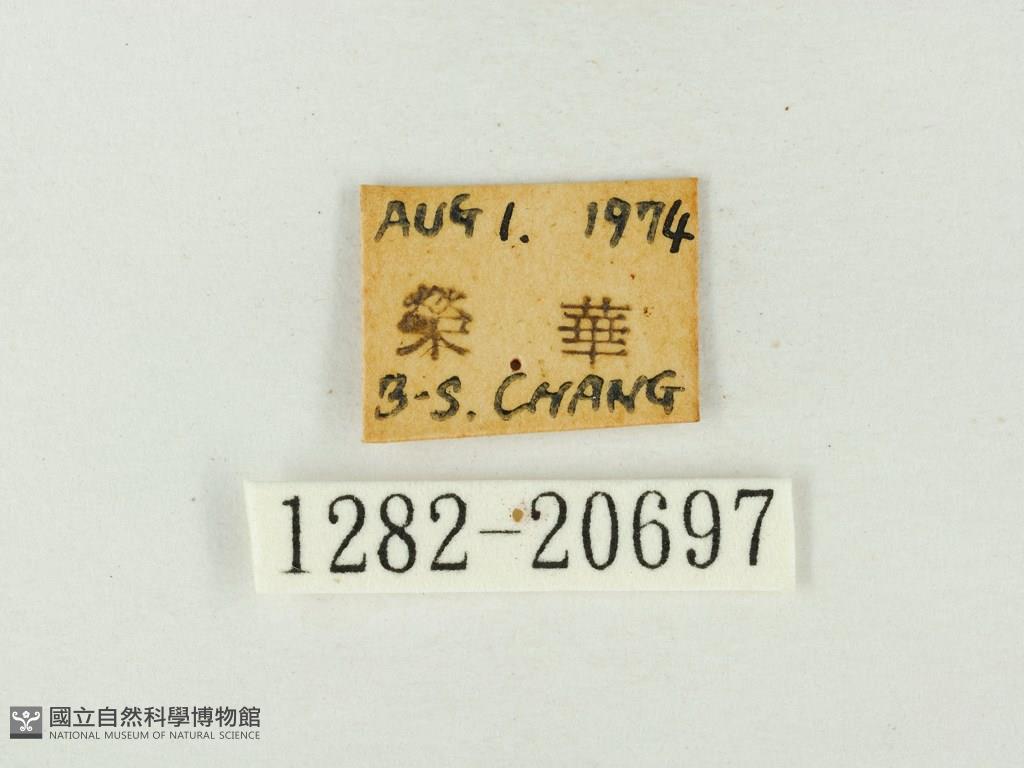 AUG 1. 1974
榮 華
B-S. CHANG
1282-20697
國立自然科學博物館
NATIONAL MUSEUM OF NATURAL SCIENCE